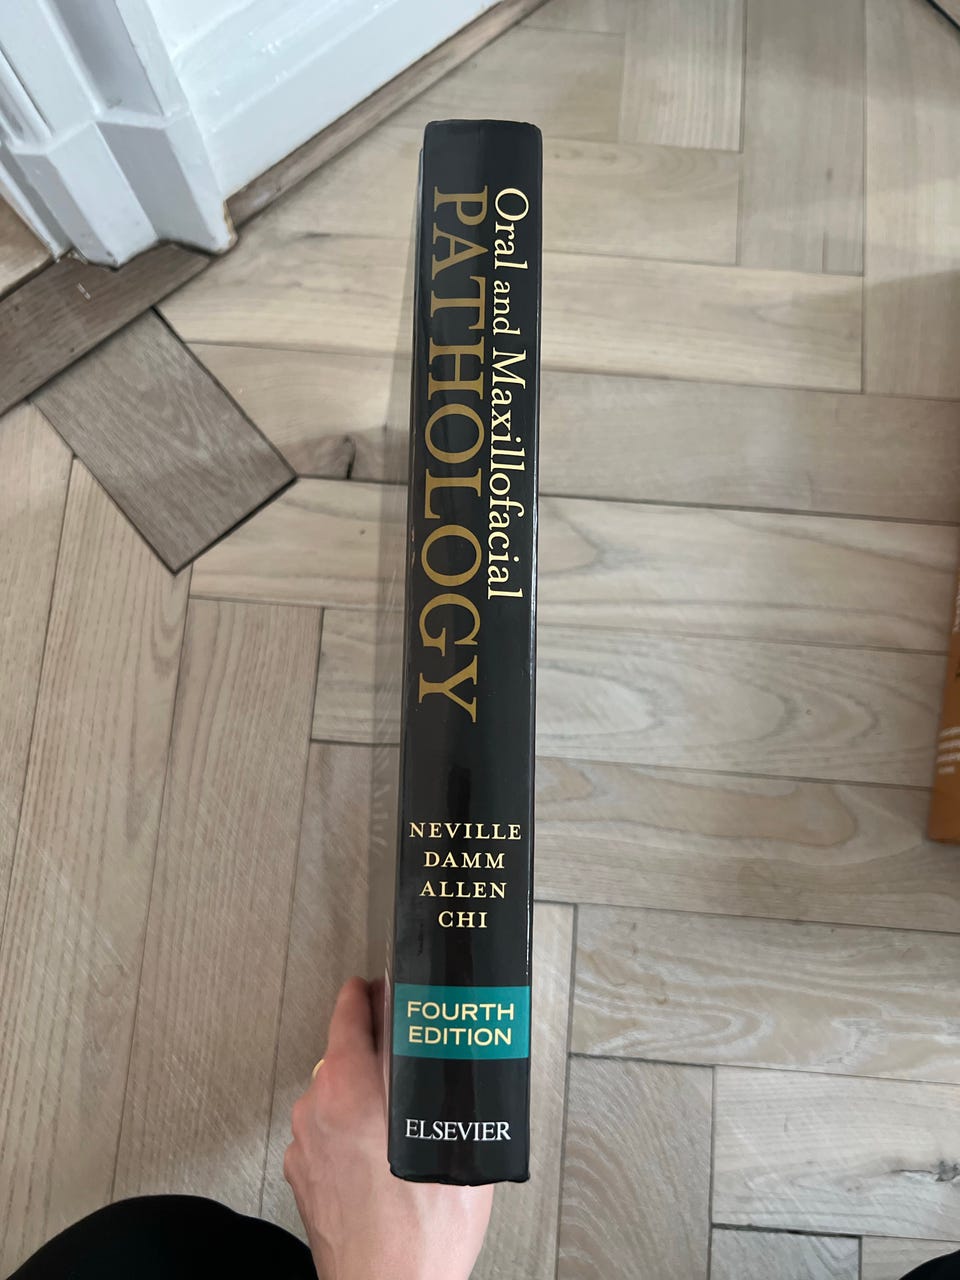 Oral and Maxillofacial
PATHOLOGY
NEVILLE
DAMM
ALLEN
CHI
FOURTH
EDITION
ELSEVIER